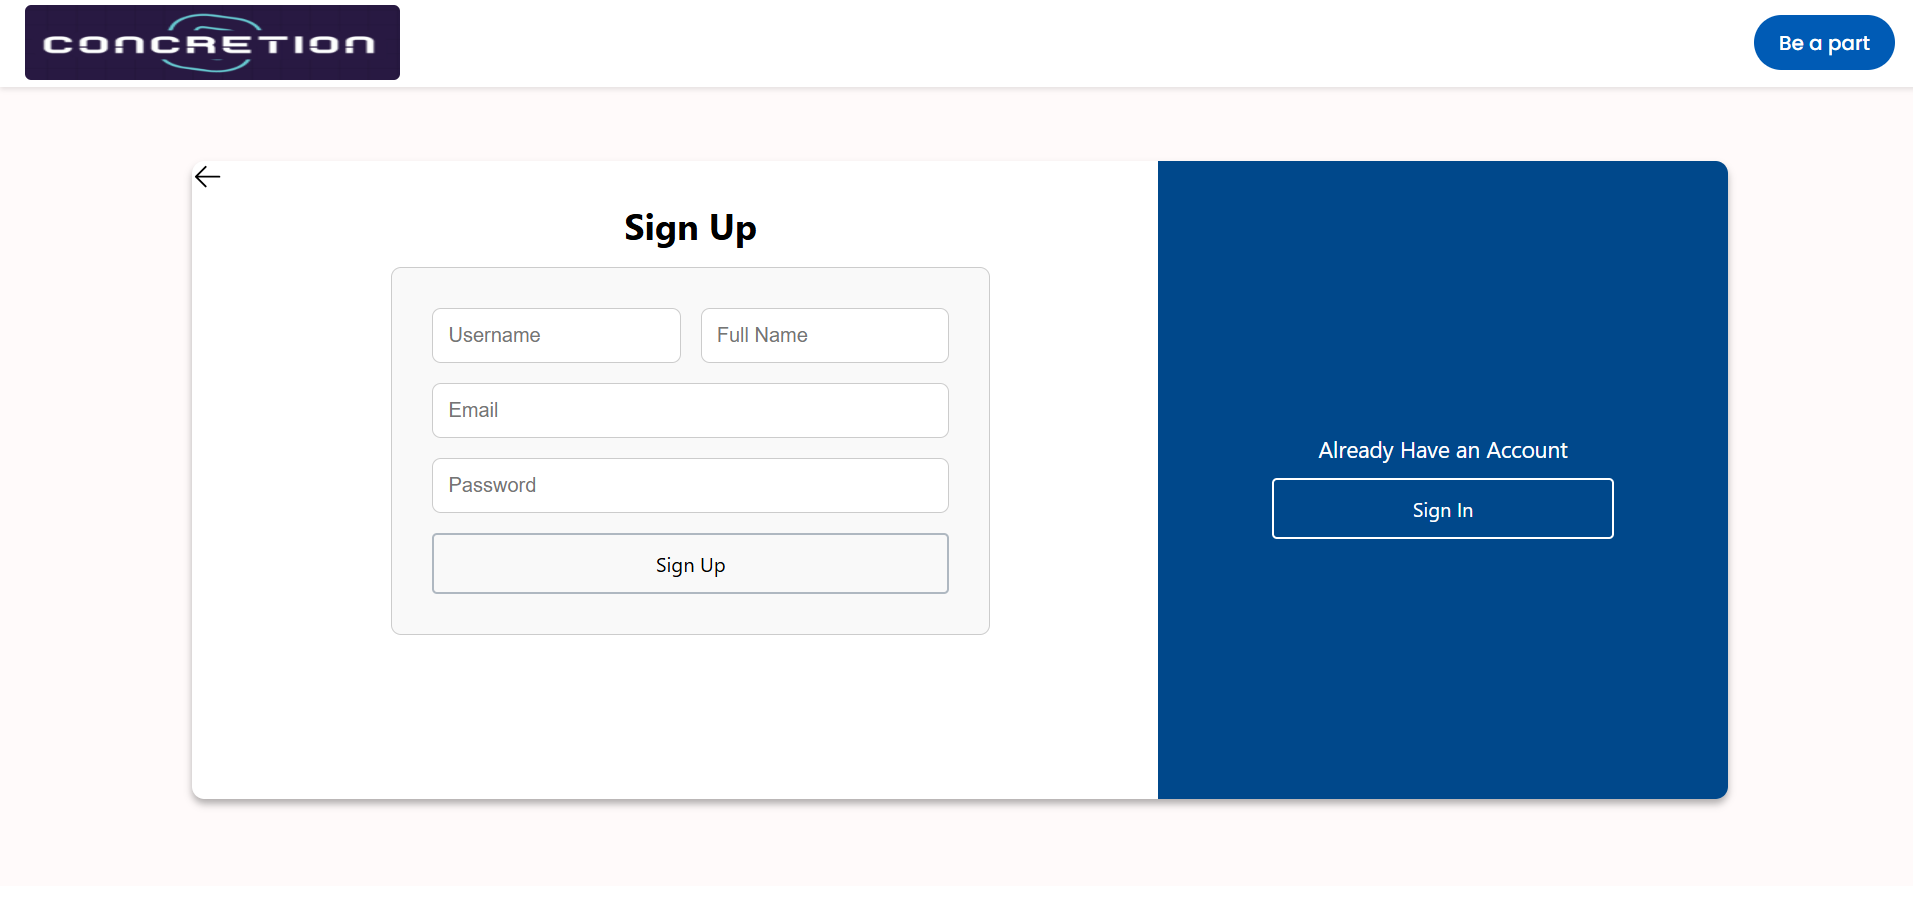 CONCRETION
Be a part
Sign Up
Username
Full Name
Email
Password
Sign Up
Already Have an Account
Sign In